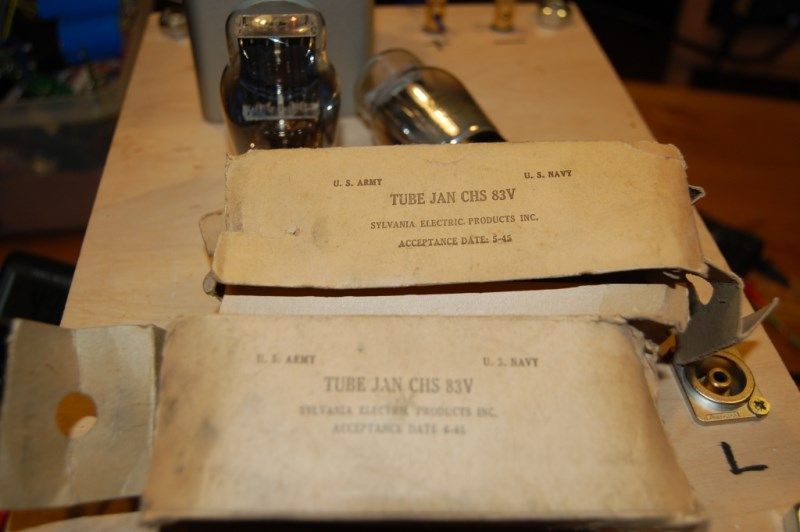 U. S. ARMY U. S. NAVY
TUBE JAN CHS 83V
SYLVANIA ELECTRIC PRODUCTS INC.
ACCEPTANCE DATE: 5-45
U. S. ARMY U. S. NAVY
TUBE JAN CHS 83V
SYLVANIA ELECTRIC PRODUCTS INC.
ACCEPTANCE DATE 4-45
L